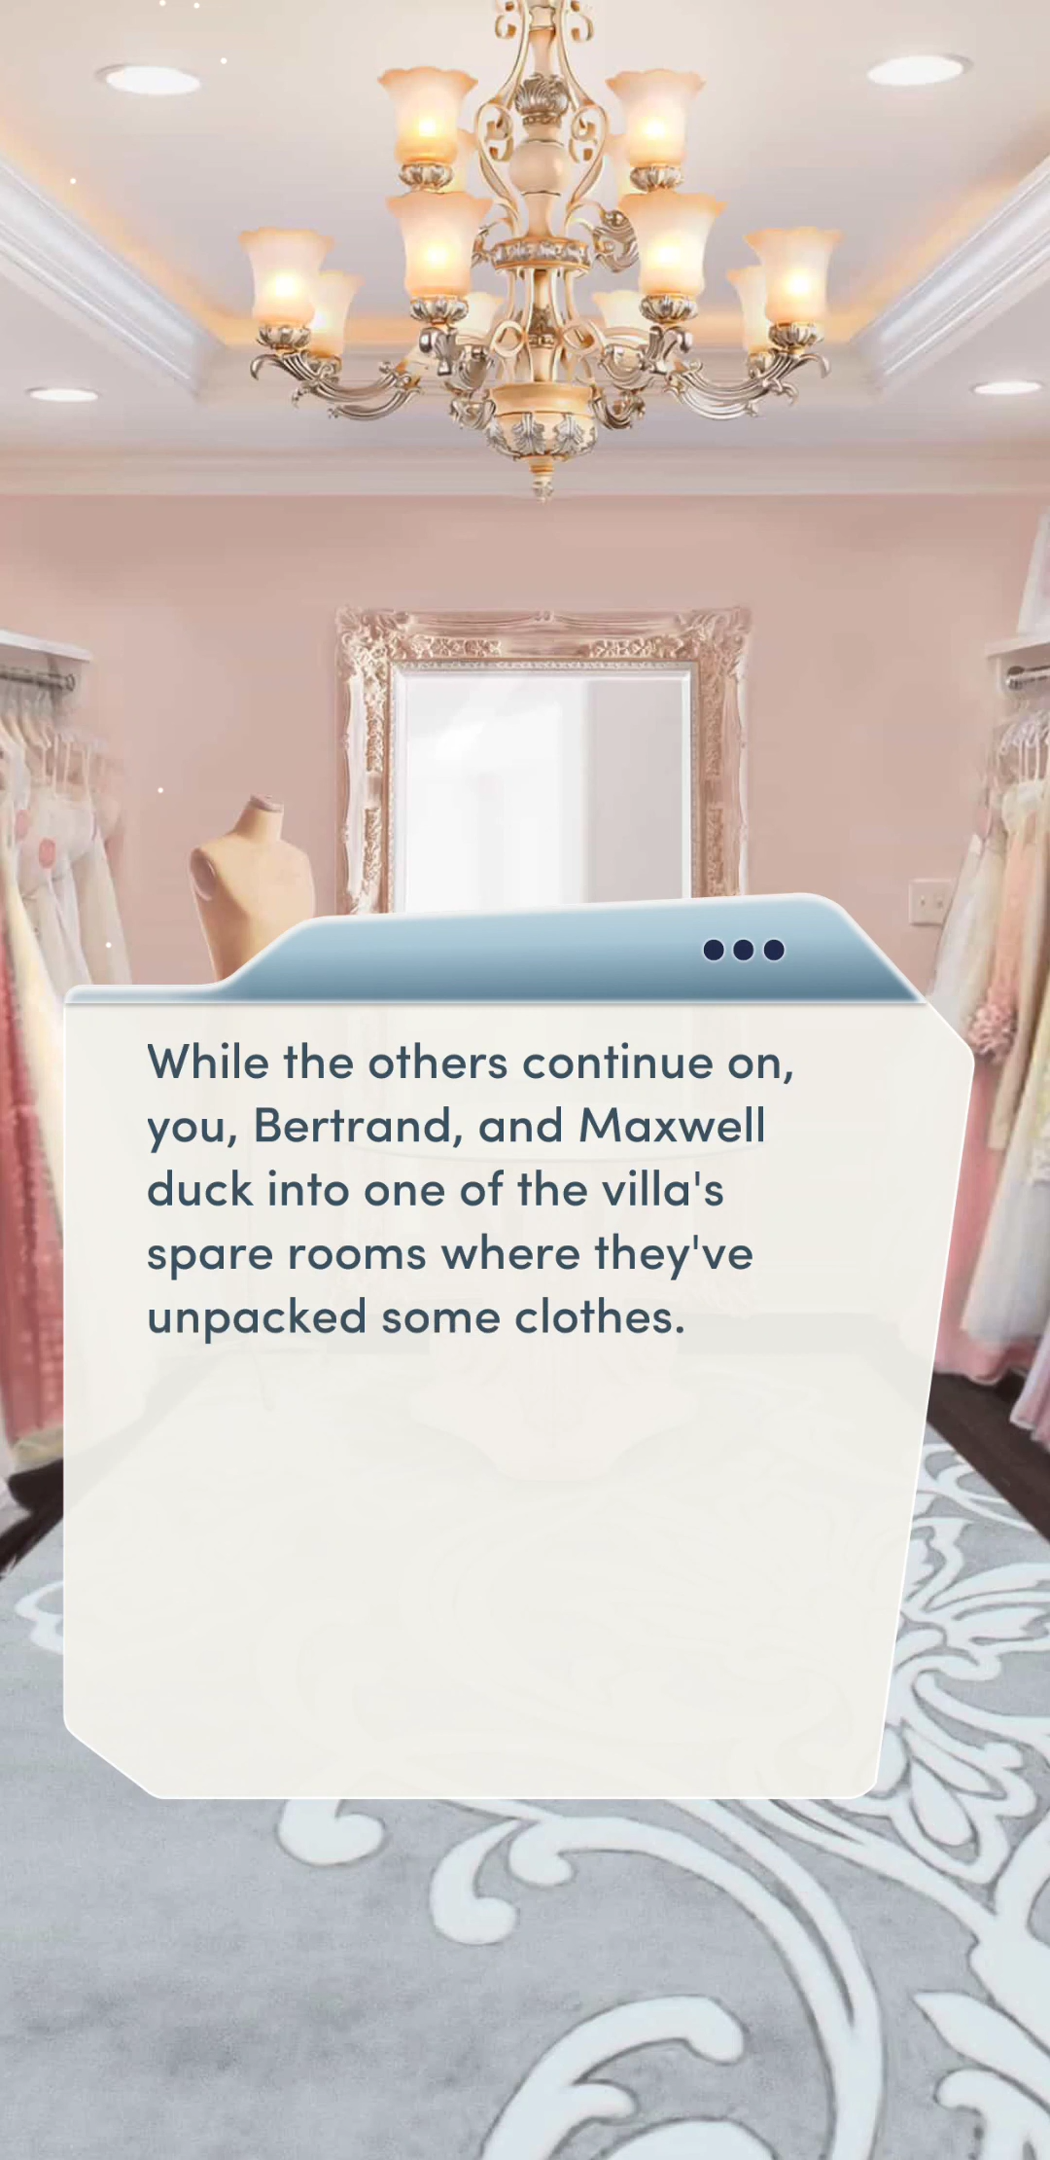 While the others continue on,
you, Bertrand, and Maxwell
duck into one of the villa's
spare rooms where they've
unpacked some clothes.